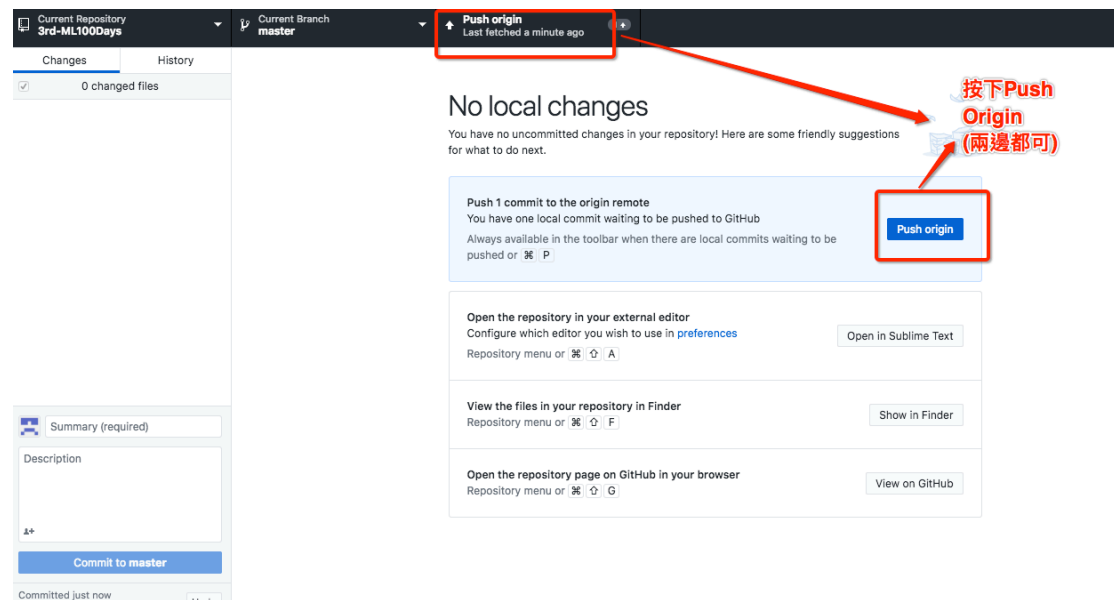 Current Repository
3rd-ML100Days
Current Branch
master
Push origin
Last fetched a minute ago
Changes
History
0 changed files
按下Push
Origin
(兩邊都可)
No local changes
You have no uncommitted changes in your repository! Here are some friendly suggestions
for what to do next.
Push 1 commit to the origin remote
You have one local commit waiting to be pushed to GitHub
Always available in the toolbar when there are local commits waiting to be
pushed or ⌘ P
Push origin
Open the repository in your external editor
Configure which editor you wish to use in preferences
Repository menu or ⌘ ⇧ A
Open in Sublime Text
View the files in your repository in Finder
Repository menu or ⌘ ⇧ F
Show in Finder
Open the repository page on GitHub in your browser
Repository menu or ⌘ ⇧ G
View on GitHub
Summary (required)
Description
Commit to master
Committed just now